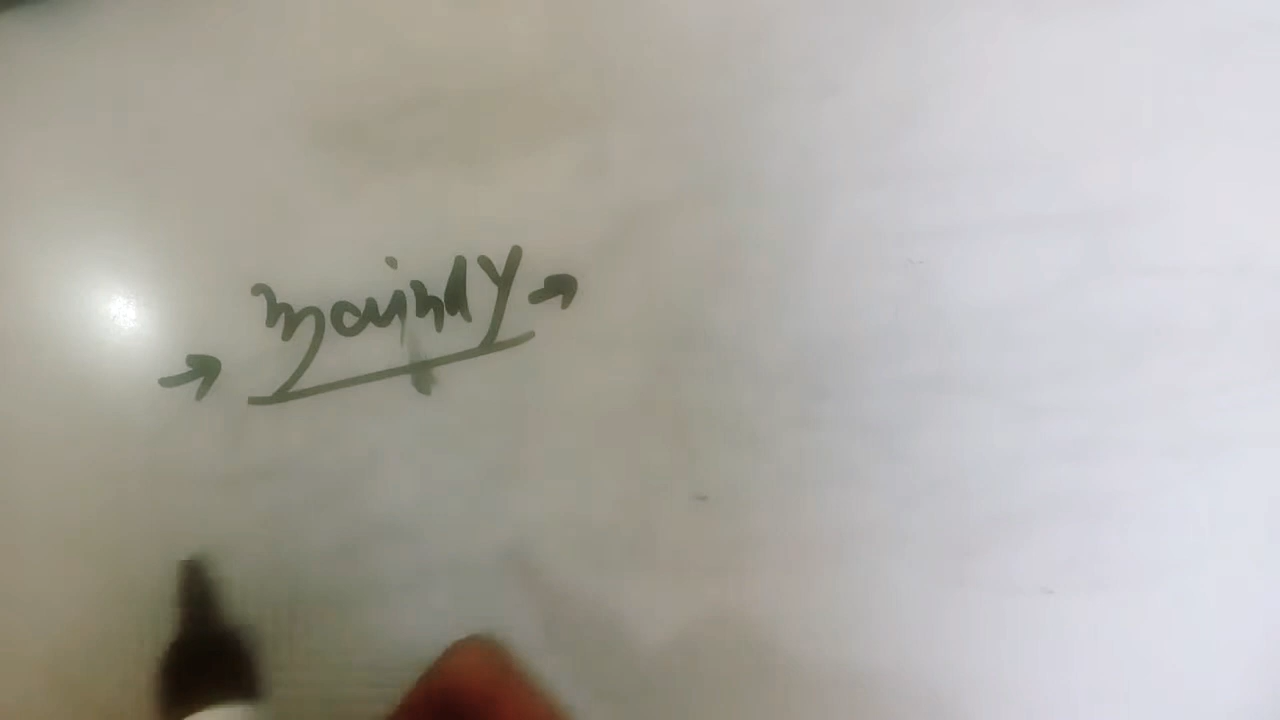 → mainly →